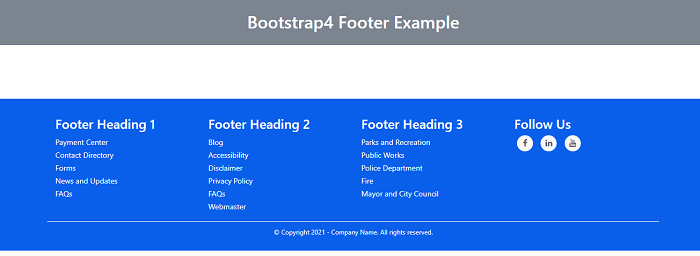 Bootstrap4 Footer Example
Footer Heading 1
Payment Center
Contact Directory
Forms
News and Updates
FAQs
Footer Heading 2
Blog
Accessibility
Disclaimer
Privacy Policy
FAQs
Webmaster
Footer Heading 3
Parks and Recreation
Public Works
Police Department
Fire
Mayor and City Council
Follow Us
© Copyright 2021 - Company Name. All rights reserved.